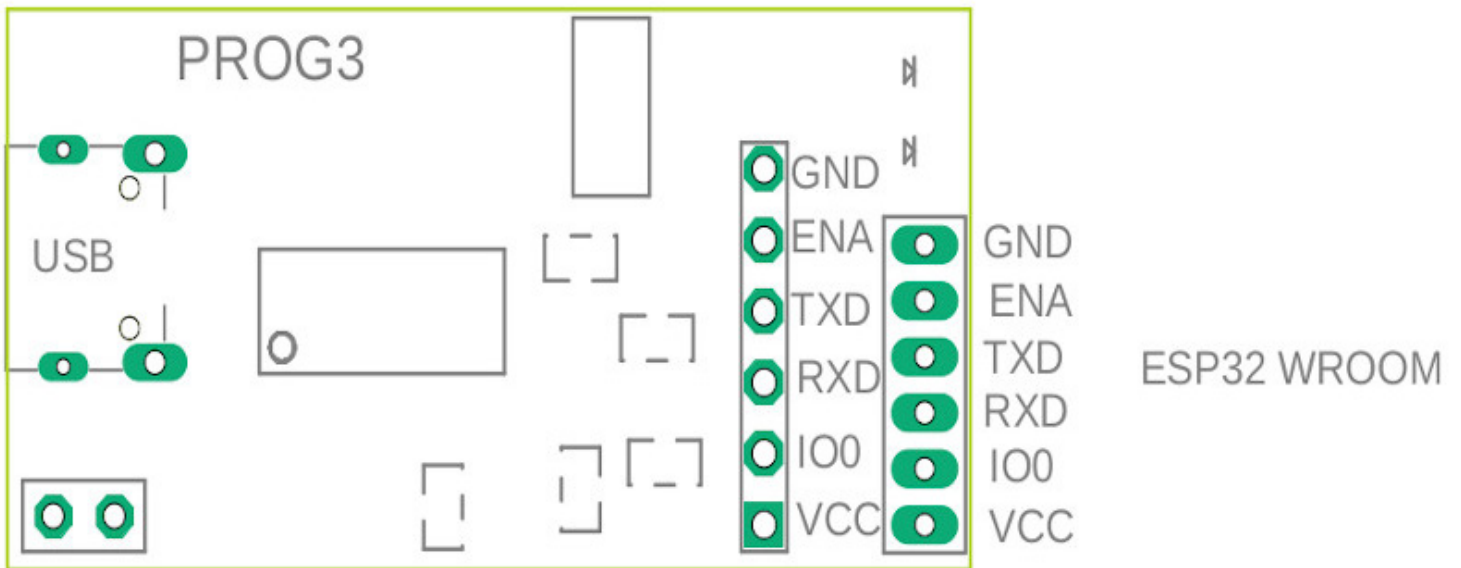 PROG3
USB
GND
ENA
TXD
RXD
IO0
VCC
GND
ENA
TXD
RXD
IO0
VCC
ESP32 WROOM